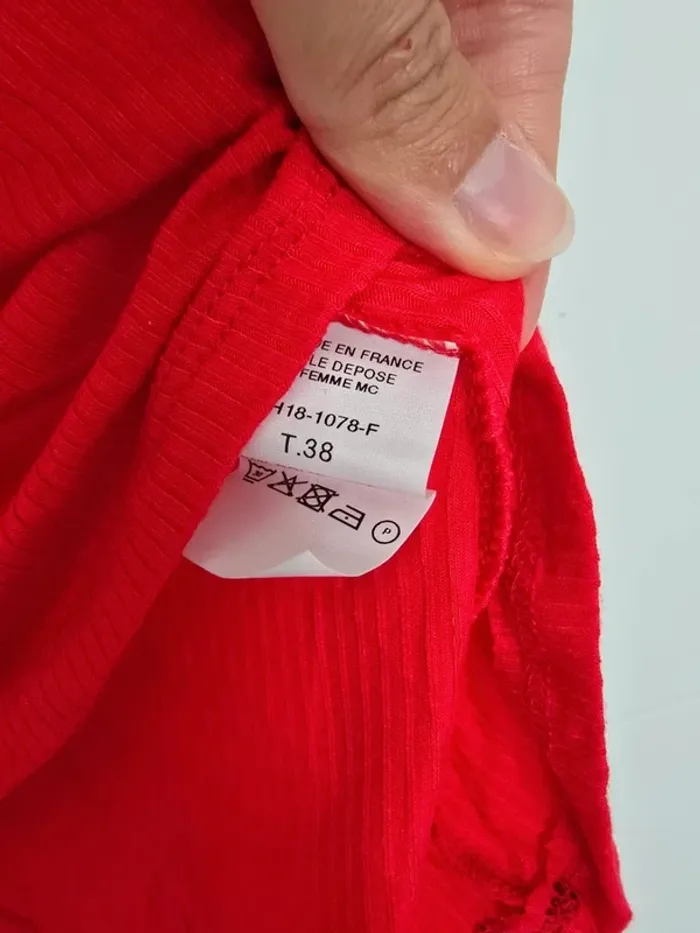 E EN FRANCE
LE DEPOSE
FEMME MC
H18-1078-F
T.38
P